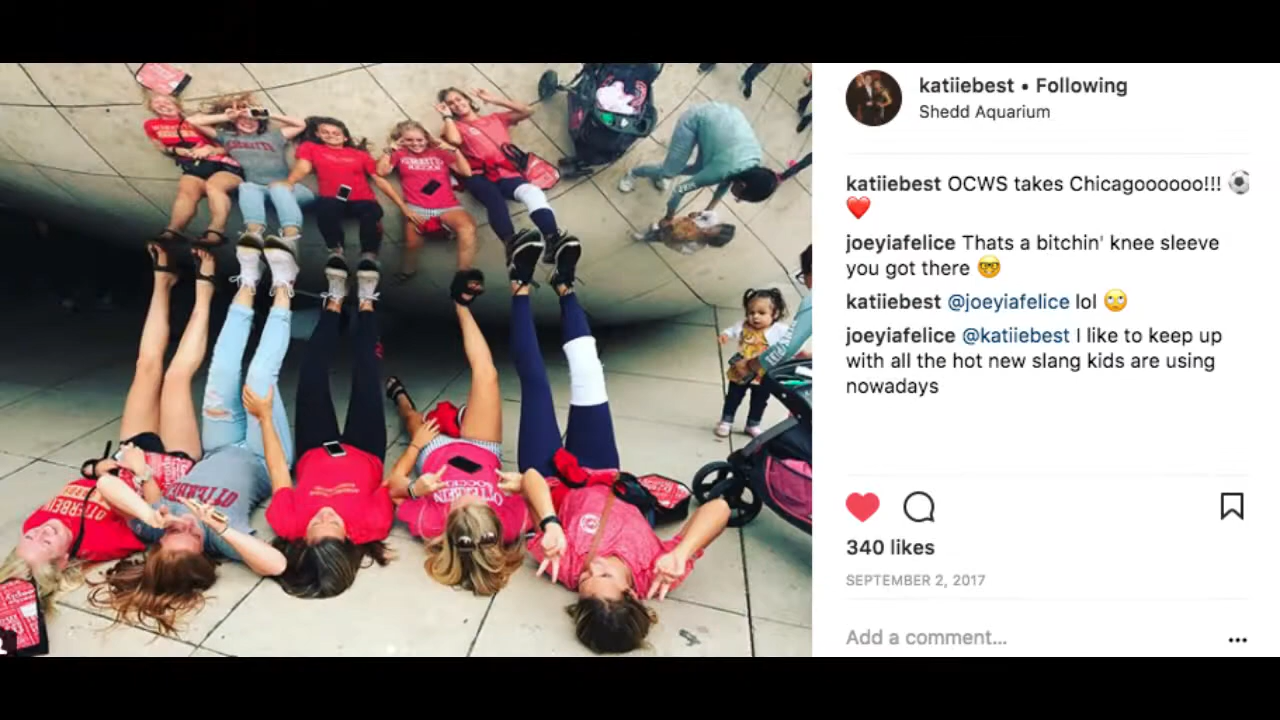 katiiebest • Following
Shedd Aquarium
katiiebest OCWS takes Chicagoooooo!!! ⚽
❤️
joeyiafelice Thats a bitchin' knee sleeve
you got there 🤓
katiiebest @joeyiafelice lol 🙄
joeyiafelice @katiiebest I like to keep up
with all the hot new slang kids are using
nowadays
340 likes
SEPTEMBER 2, 2017
Add a comment...
OTTERBEIN
SOCCER